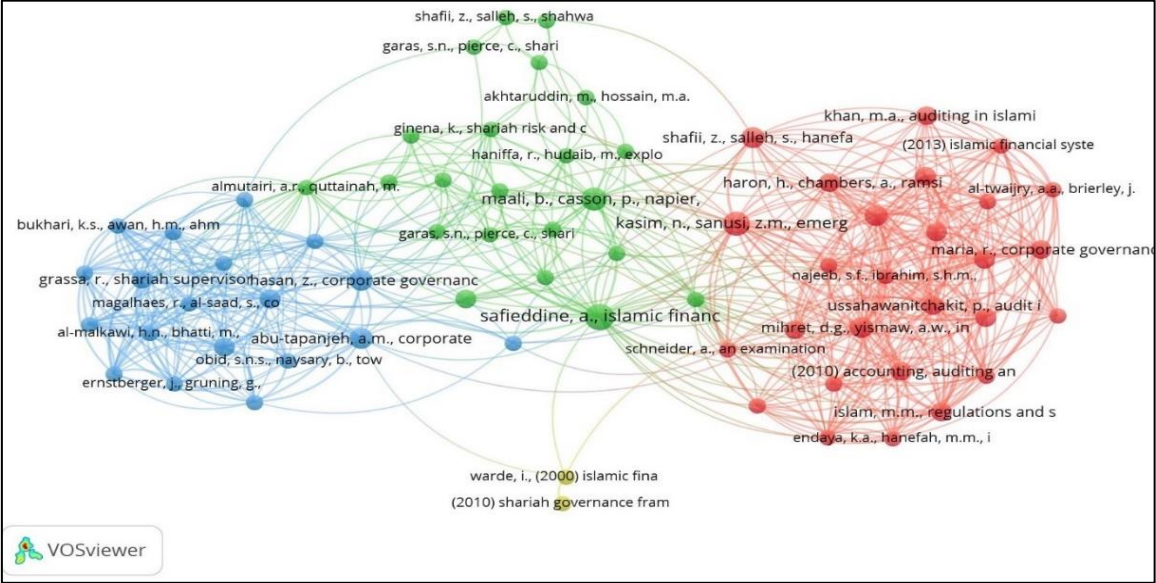 shafii, z., salleh, s., shahwa
garas, s.n., pierce, c., shari
akhtaruddin, m., hossain, m.a.
khan, m.a., auditing in islami
ginena, k., shariah risk and c
shafii, z., salleh, s., hanefa
(2013) islamic financial syste
haniffa, r., hudaib, m., explo
almutairi, a.r., quttainah, m.
haron, h., chambers, a., ramsi
al-twaijry, a.a., brierley, j.
maali, b., casson, p., napier,
bukhari, k.s., awan, h.m., ahm
kasim, n., sanusi, z.m., emerg
garas, s.n., pierce, c., shari
maria, r., corporate governanc
grassa, r., shariah supervisor
hasan, z., corporate governanc
najeeb, s.f., ibrahim, s.h.m.,
magalhaes, r., al-saad, s., co
ussahawanitchakit, p., audit i
safieddine, a., islamic financ
al-malkawi, h.n., bhatti, m.,
mihret, d.g., yismaw, a.w., in
abu-tapanjeh, a.m., corporate
schneider, a., an examination
obid, s.n.s., naysary, b., tow
(2010) accounting, auditing an
ernstberger, j., gruning, g.,
islam, m.m., regulations and s
endaya, k.a., hanefah, m.m., i
warde, i., (2000) islamic fina
(2010) shariah governance fram
VOSviewer